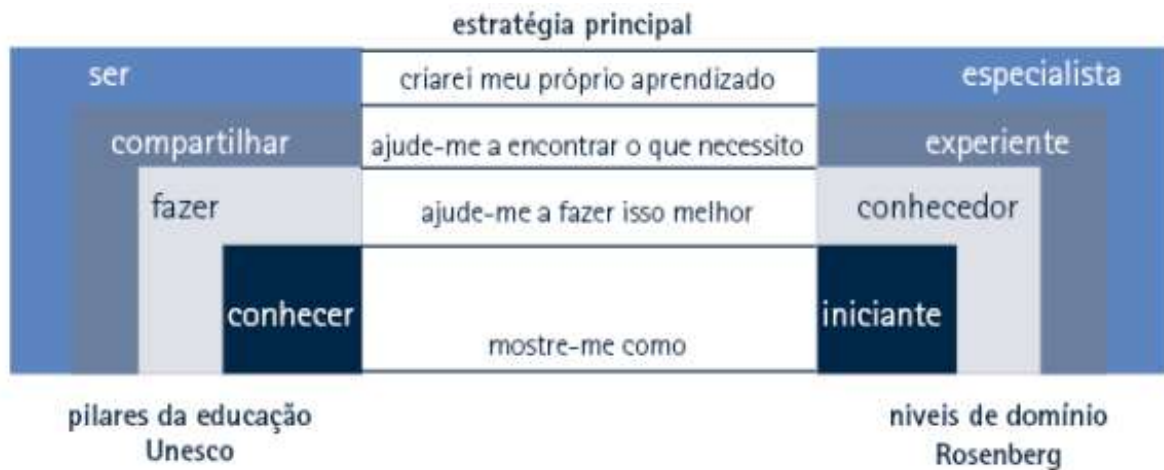 estratégia principal
ser
criarei meu próprio aprendizado
especialista
compartilhar
ajude-me a encontrar o que necessito
experiente
fazer
ajude-me a fazer isso melhor
conhecedor
conhecer
mostre-me como
iniciante
pilares da educação
Unesco
niveis de domínio
Rosenberg